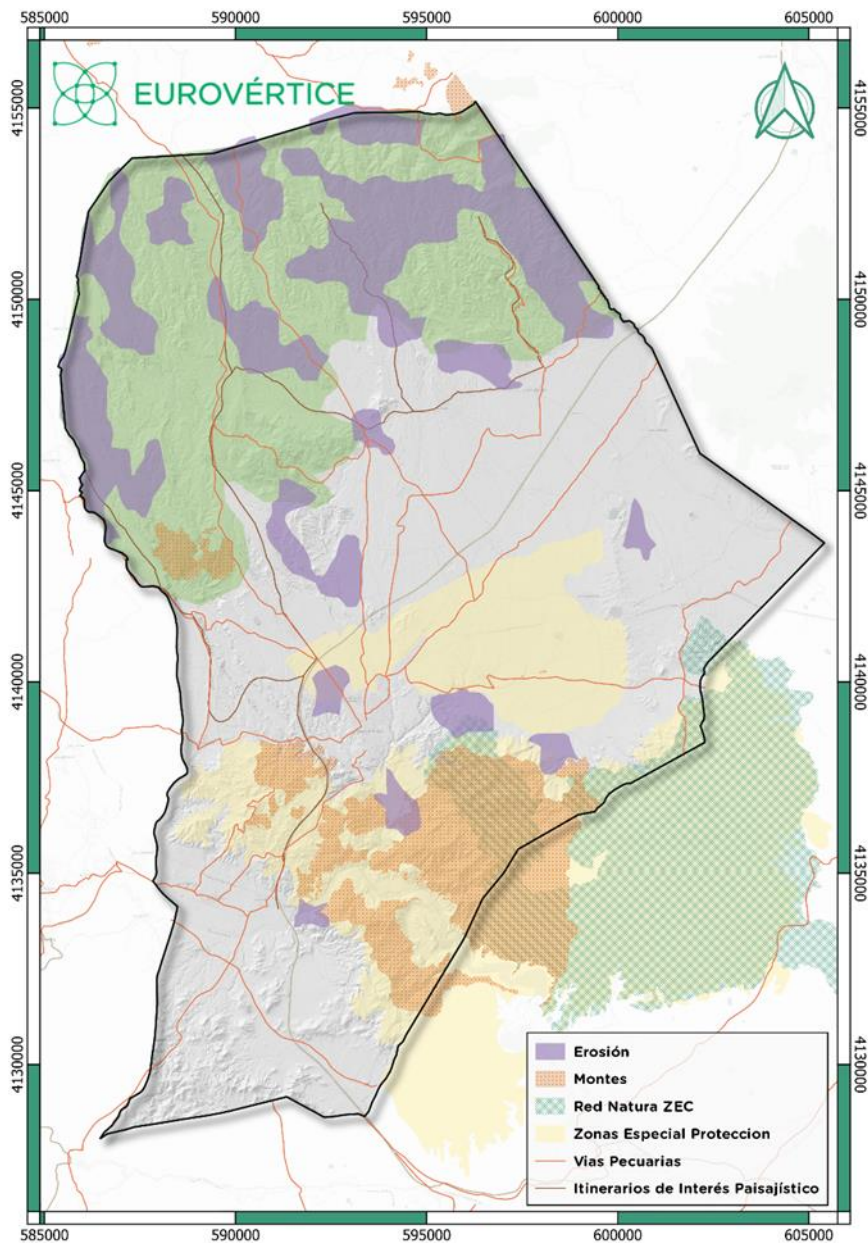 585000 590000 595000 600000 605000
EUROVÉRTICE
4155000 4155000
4150000 4150000
4145000 4145000
4140000 4140000
4135000 4135000
4130000 4130000
Erosión
Montes
Red Natura ZEC
Zonas Especial Proteccion
Vias Pecuarias
Itinerarios de Interés Paisajístico
585000 590000 595000 600000 605000